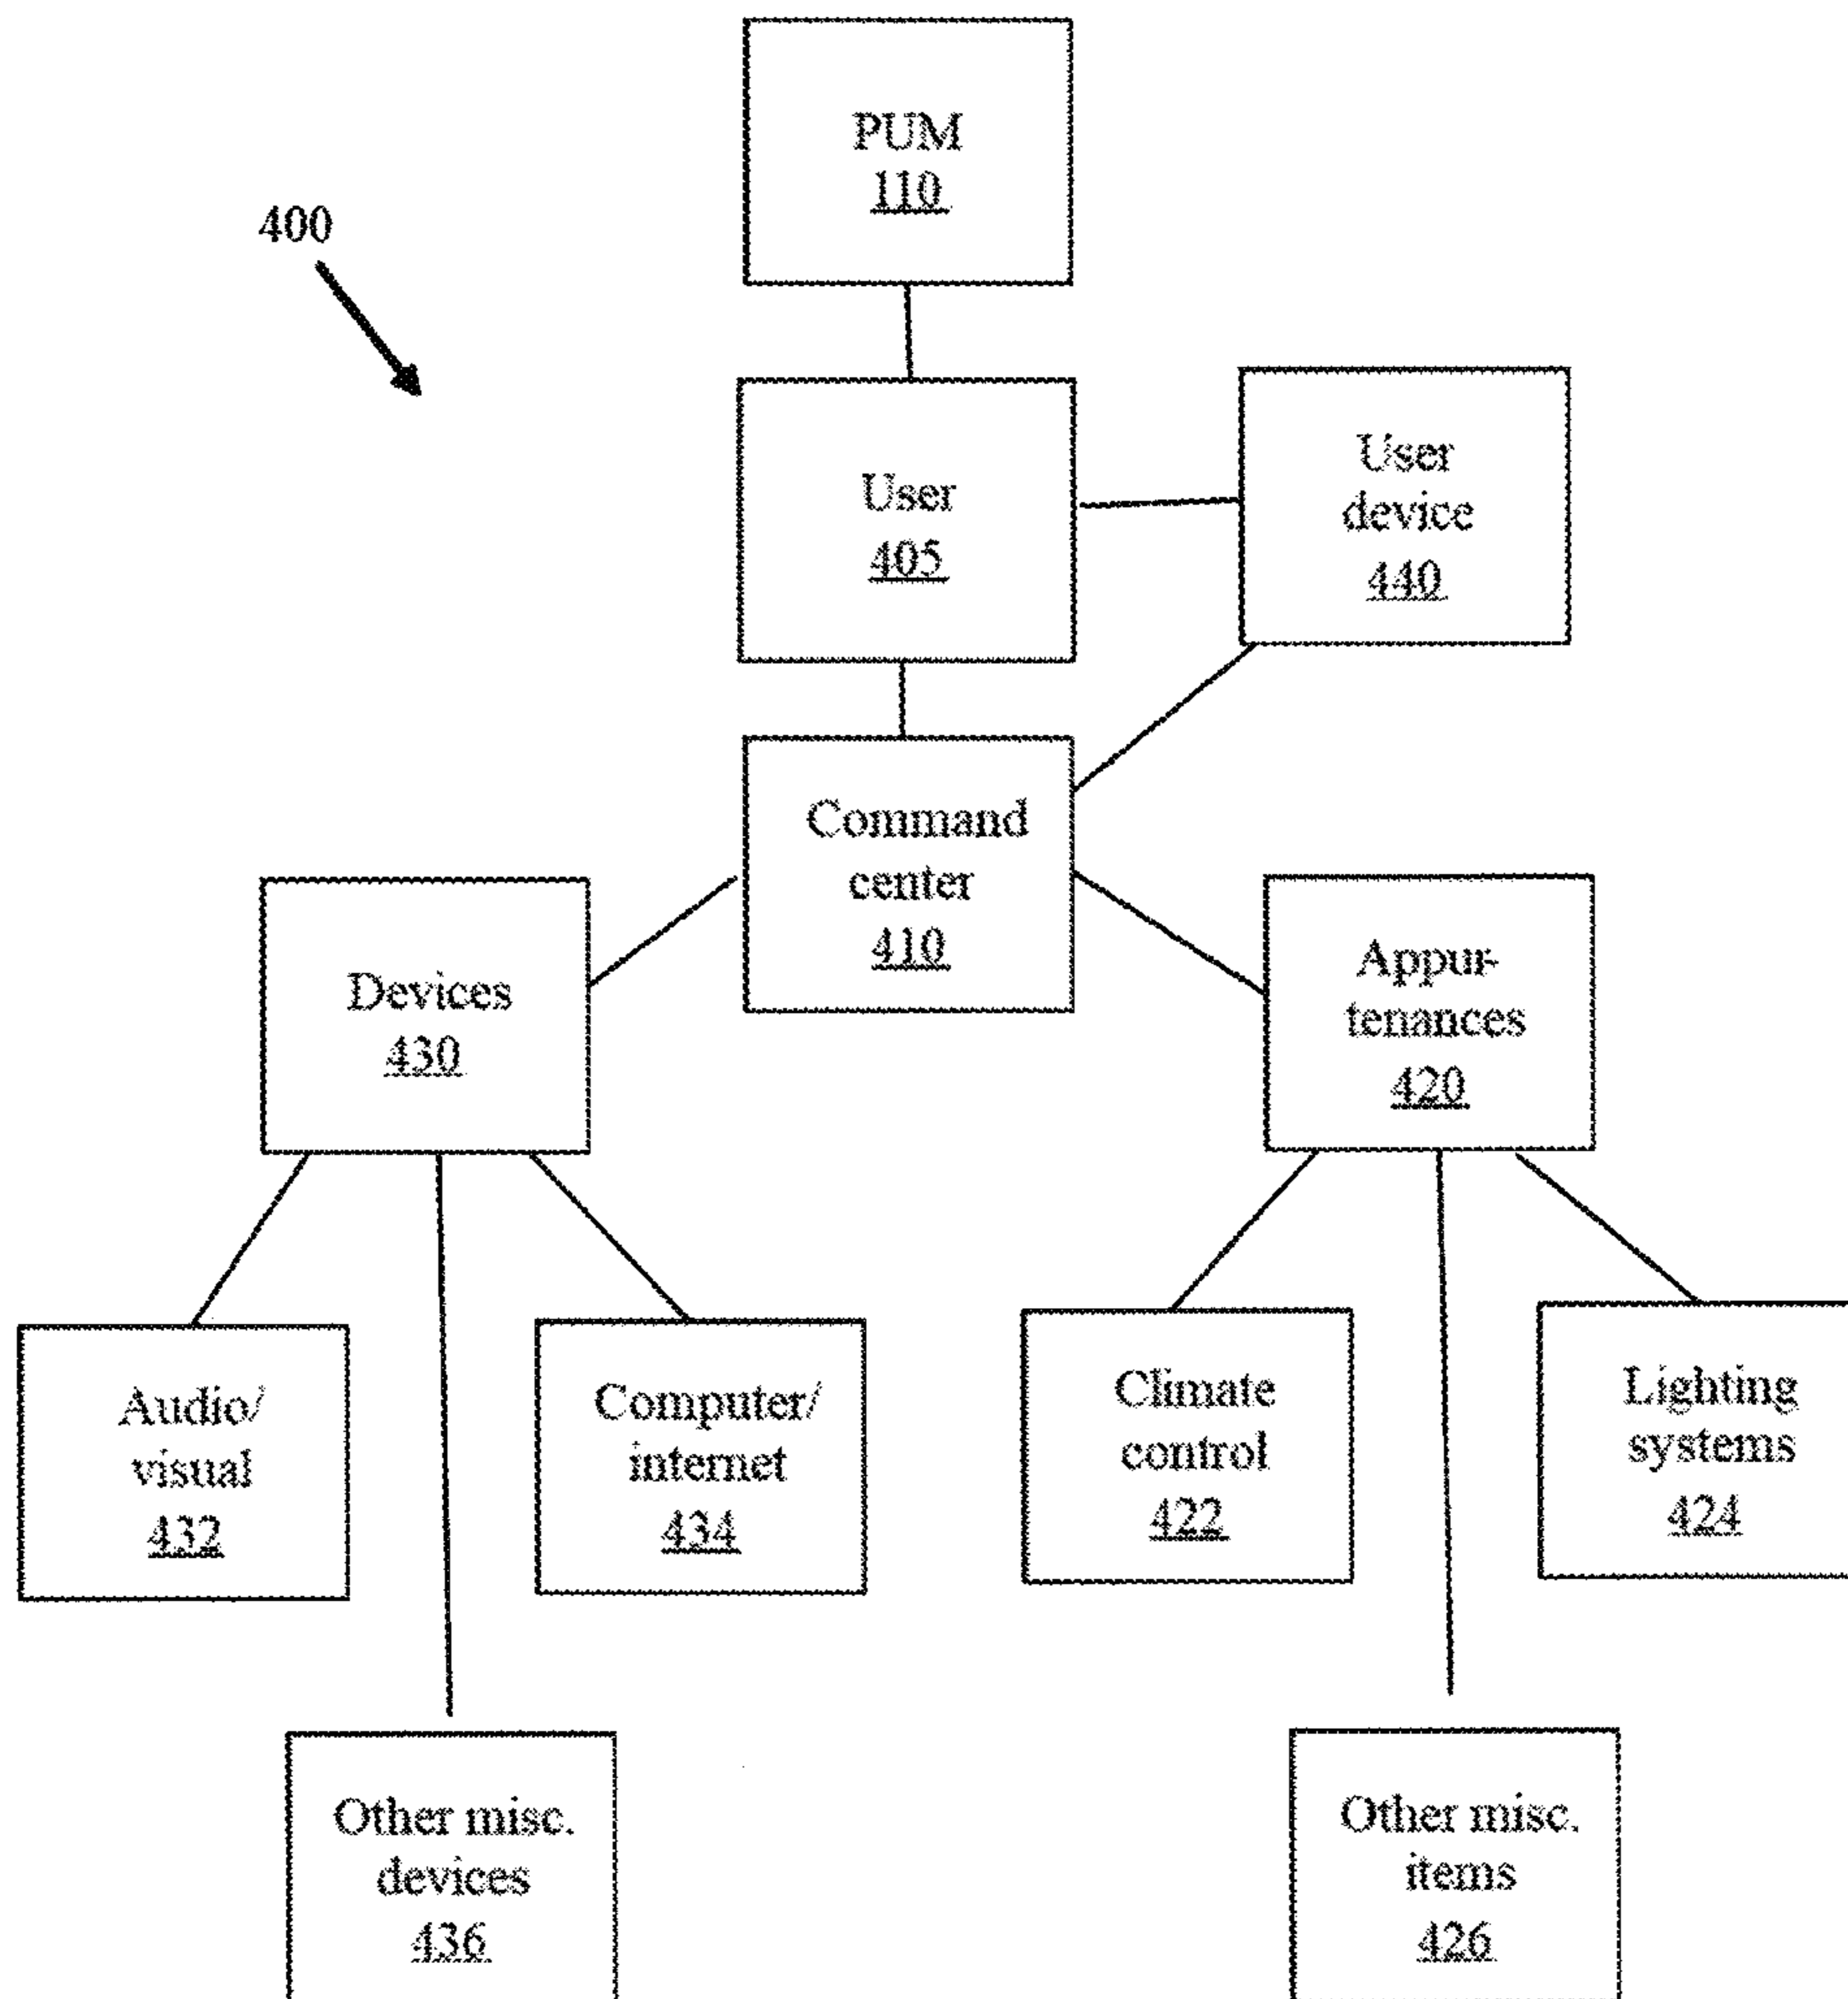 PUM
110
400
User
405
User
device
440
Command
center
410
Devices
430
Appur-
tenances
420
Audio/
visual
432
Computer/
internet
434
Climate
control
422
Lighting
systems
424
Other misc.
devices
436
Other misc.
items
426